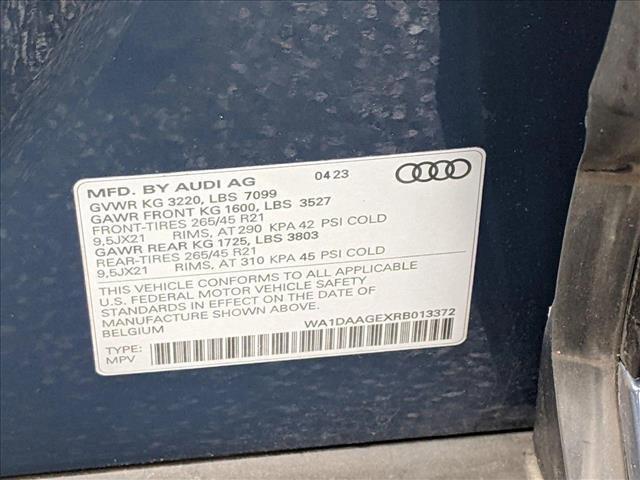 MFD. BY AUDI AG 04 23
GVWR KG 3220, LBS 7099
GAWR FRONT KG 1600, LBS 3527
FRONT-TIRES 265/45 R21
9,5JX21 RIMS, AT 290 KPA 42 PSI COLD
GAWR REAR KG 1725, LBS 3803
REAR-TIRES 265/45 R21
9,5JX21 RIMS, AT 310 KPA 45 PSI COLD
THIS VEHICLE CONFORMS TO ALL APPLICABLE
U.S. FEDERAL MOTOR VEHICLE SAFETY
STANDARDS IN EFFECT ON THE DATE OF
MANUFACTURE SHOWN ABOVE.
BELGIUM WA1DAAGEXRB013372
TYPE:
MPV